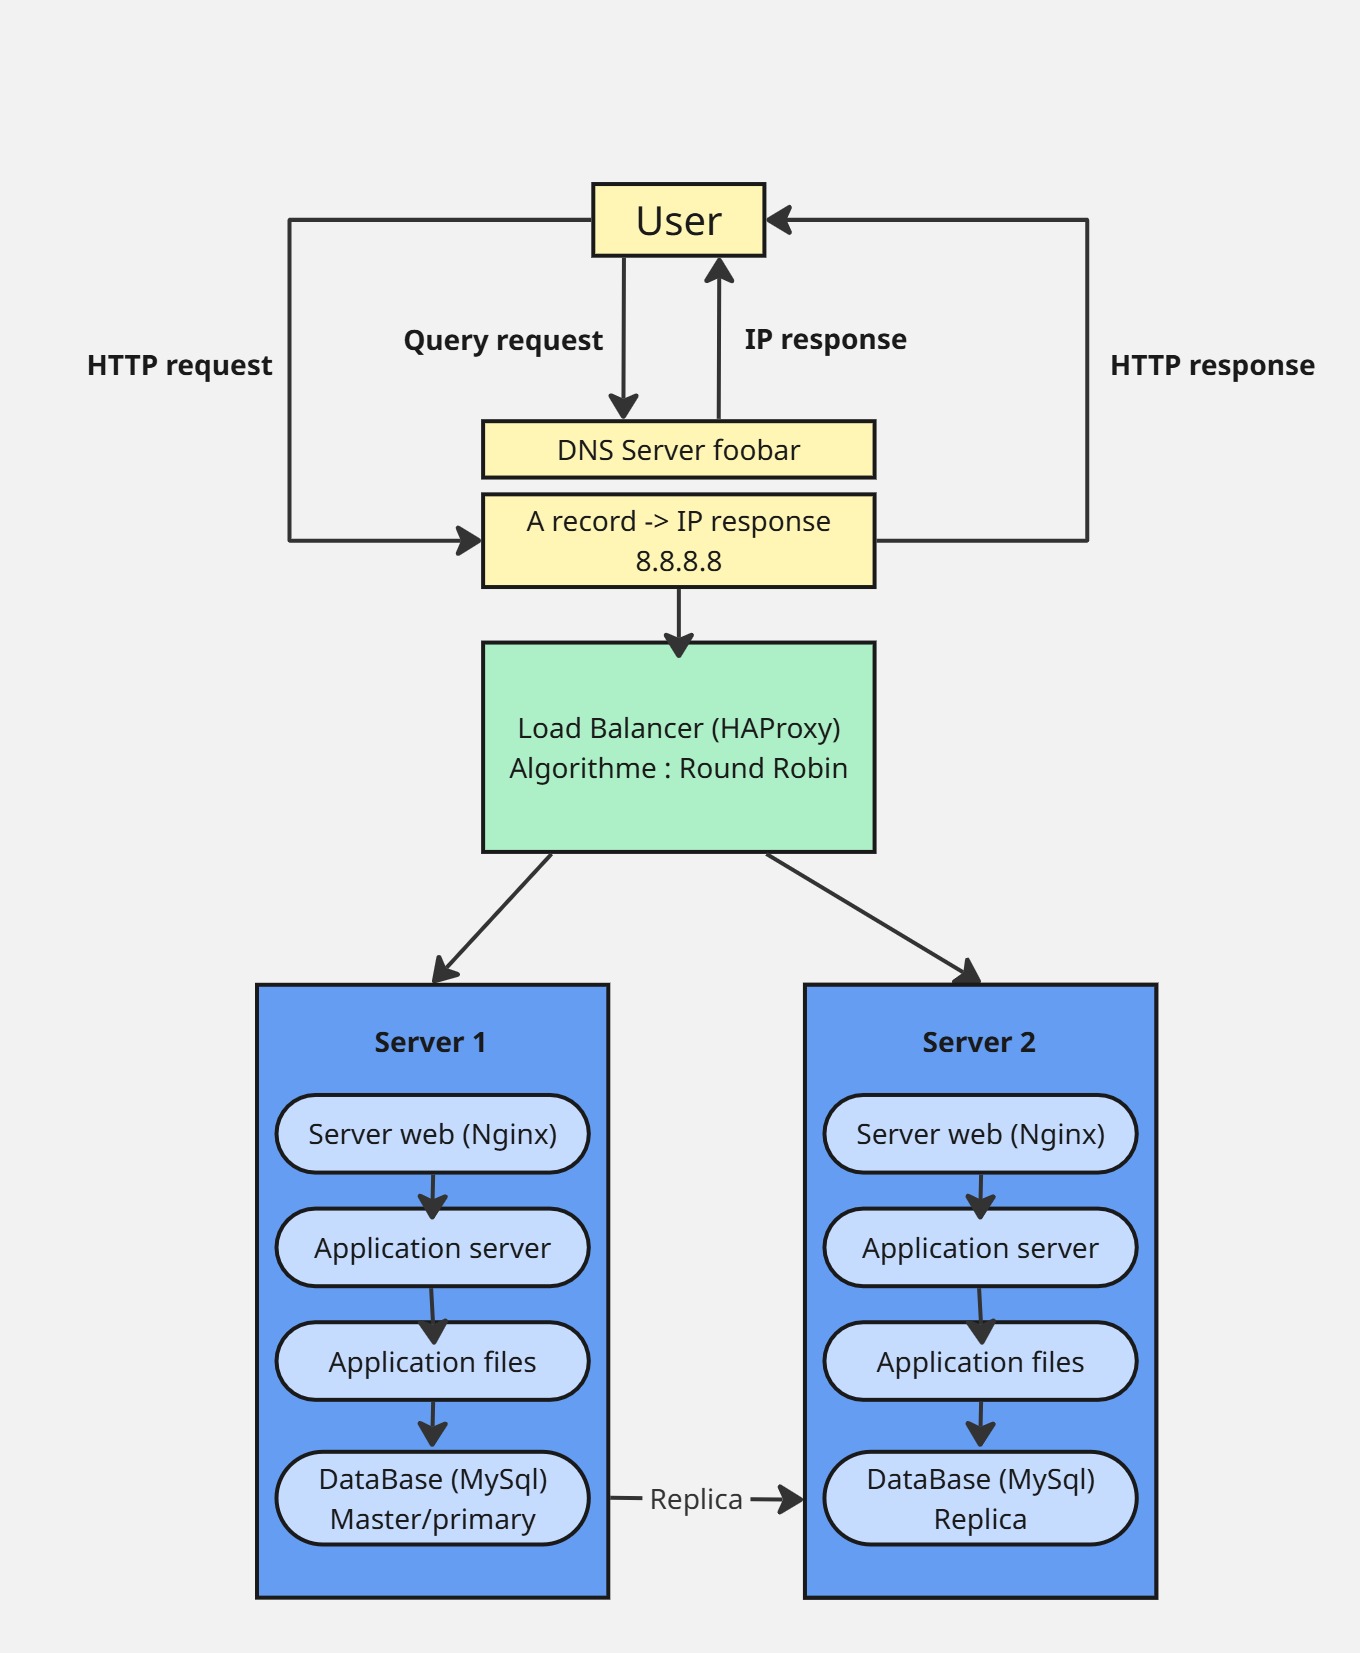 User
Query request
IP response
HTTP request
HTTP response
DNS Server foobar
A record -> IP response
8.8.8.8
Load Balancer (HAProxy)
Algorithme : Round Robin
Server 1
Server web (Nginx)
Application server
Application files
DataBase (MySql)
Master/primary
Replica
Server 2
Server web (Nginx)
Application server
Application files
DataBase (MySql)
Replica